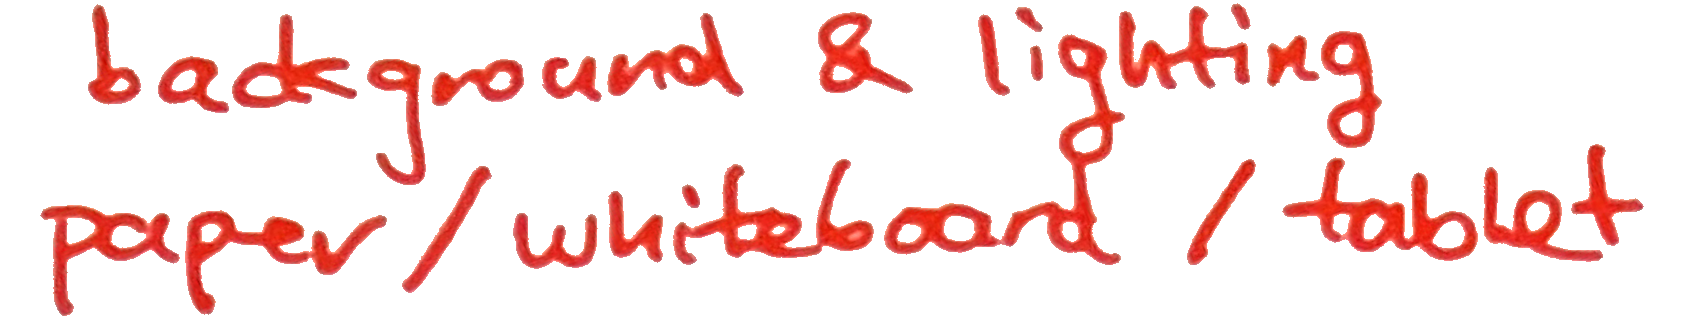 background & lighting
paper / whiteboard / tablet